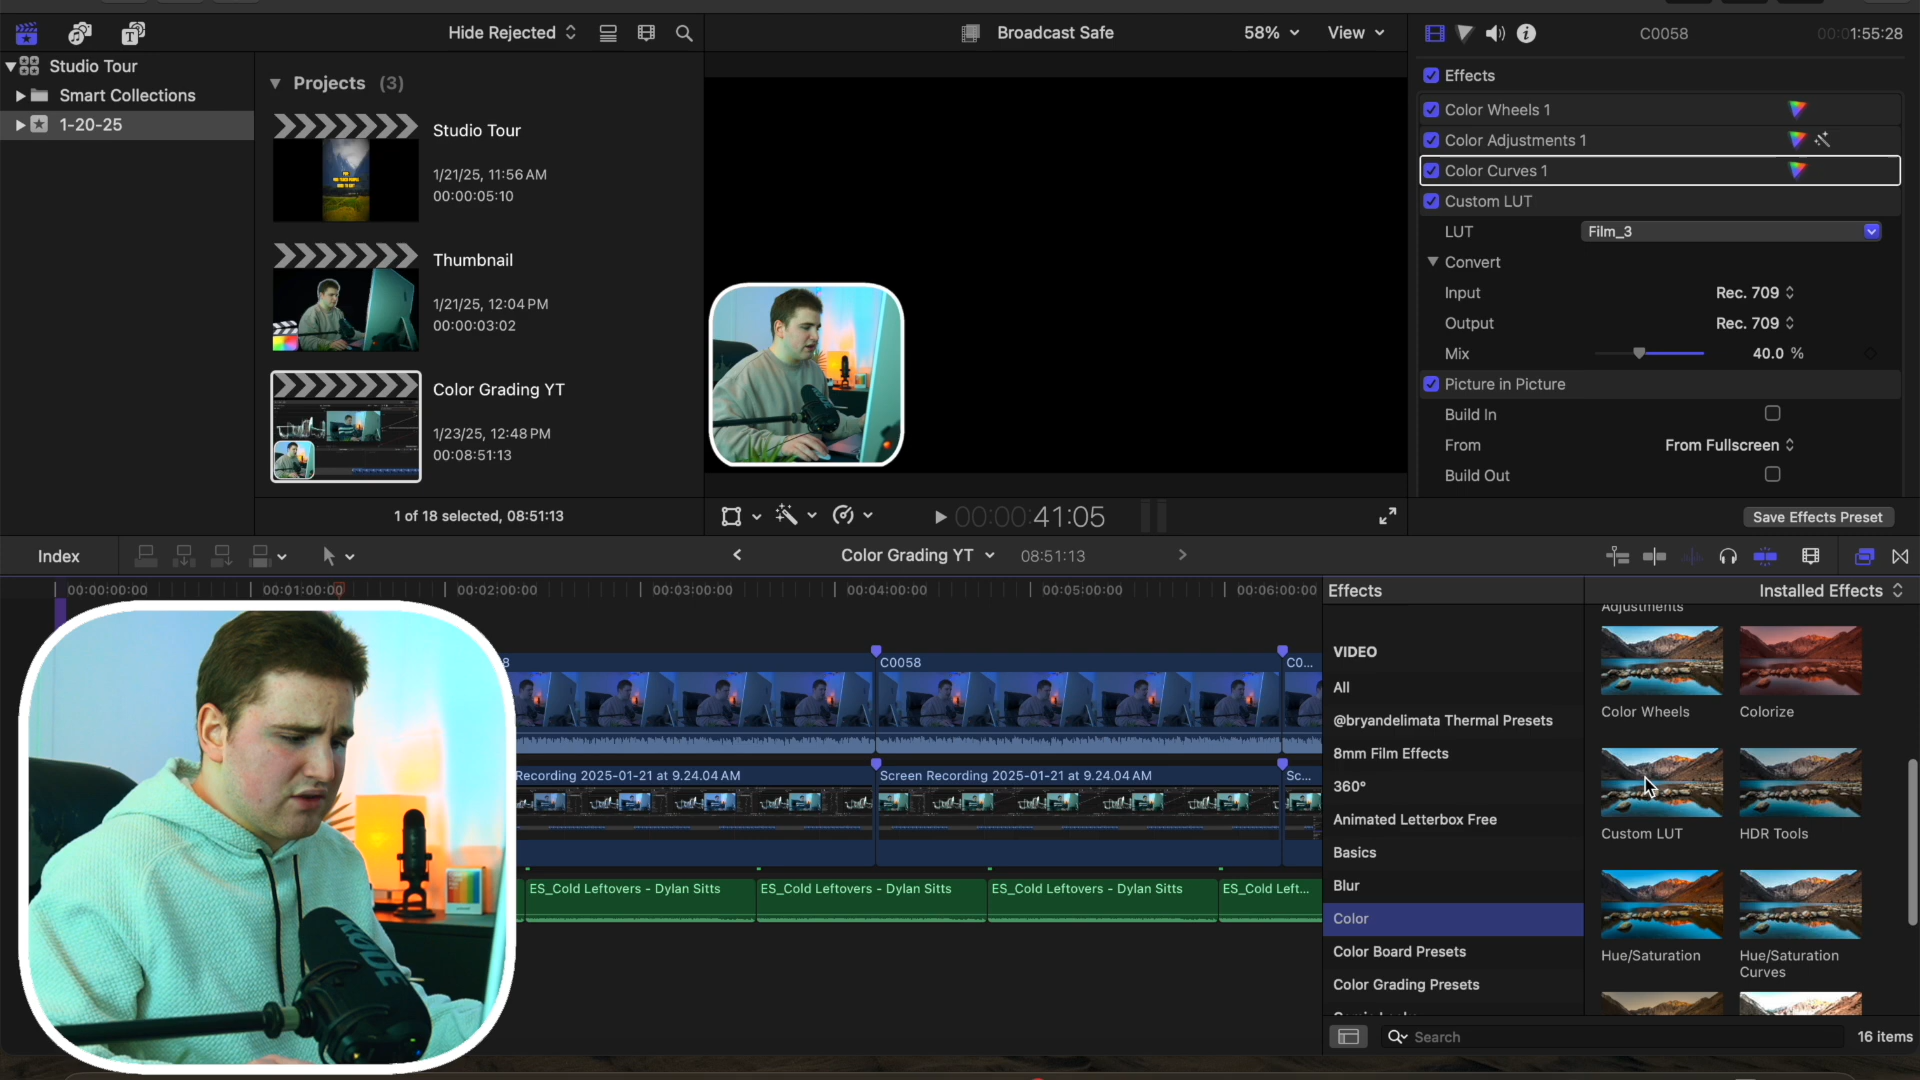 Hide Rejected
Broadcast Safe
58%
View
C0058
00:01:55:28
Studio Tour
Smart Collections
1-20-25
Projects (3)
Studio Tour
1/21/25, 11:56 AM
00:00:05:10
Thumbnail
1/21/25, 12:04 PM
00:00:03:02
Color Grading YT
1/23/25, 12:48 PM
00:08:51:13
1 of 18 selected, 08:51:13
00:00:41:05
Effects
Color Wheels 1
Color Adjustments 1
Color Curves 1
Custom LUT
LUT
Film_3
Convert
Input
Rec. 709
Output
Rec. 709
Mix
40.0 %
Picture in Picture
Build In
From
From Fullscreen
Build Out
Save Effects Preset
Index
Color Grading YT
08:51:13
00:00:00:00
00:01:00:00
00:02:00:00
00:03:00:00
00:04:00:00
00:05:00:00
00:06:00:00
8
C0058
C0...
Recording 2025-01-21 at 9.24.04 AM
Screen Recording 2025-01-21 at 9.24.04 AM
Sc...
ES_Cold Leftovers - Dylan Sitts
ES_Cold Leftovers - Dylan Sitts
ES_Cold Leftovers - Dylan Sitts
ES_Cold Left...
RODE
Effects
Installed Effects
VIDEO
All
@bryandelimata Thermal Presets
8mm Film Effects
360°
Animated Letterbox Free
Basics
Blur
Color
Color Board Presets
Color Grading Presets
Adjustments
Color Wheels
Colorize
Custom LUT
HDR Tools
Hue/Saturation
Hue/Saturation
Curves
Search
16 items